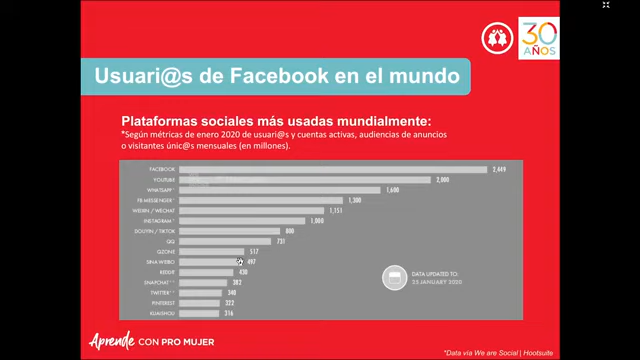 30
AÑOS
Usuari@s de Facebook en el mundo
Plataformas sociales más usadas mundialmente:
*Según métricas de enero 2020 de usuari@s y cuentas activas, audiencias de anuncios
o visitantes únic@s mensuales (en millones).
FACEBOOK 2,449
YOUTUBE 2,000
WHATSAPP* 1,600
FB MESSENGER* 1,300
WEIXIN / WECHAT 1,151
INSTAGRAM* 1,000
DOUYIN / TIKTOK 800
QQ 731
QZONE 517
SINA WEIBO 497
REDDIT 430
SNAPCHAT** 382
TWITTER** 340
PINTEREST 322
KUAISHOU 316
DATA UPDATED TO:
25 JANUARY 2020
Aprende CON PRO MUJER
*Data via We are Social | Hootsuite